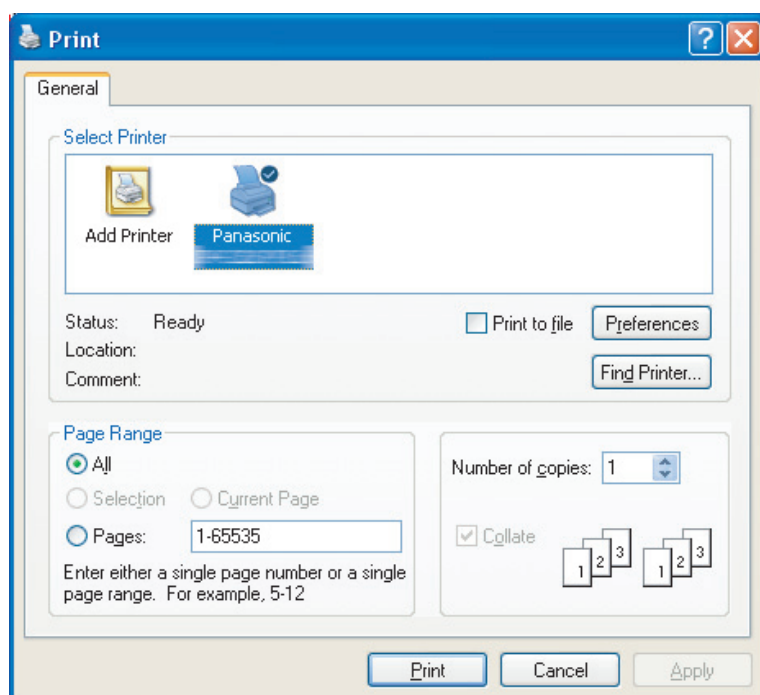 Print
General
Select Printer
Add Printer
Panasonic
Status: Ready
Print to file
Preferences
Location:
Comment:
Find Printer...
Page Range
All
Selection
Current Page
Pages: 1-65535
Enter either a single page number or a single
page range. For example, 5-12
Number of copies: 1
Collate
1 2 3 1 2 3
Print Cancel Apply